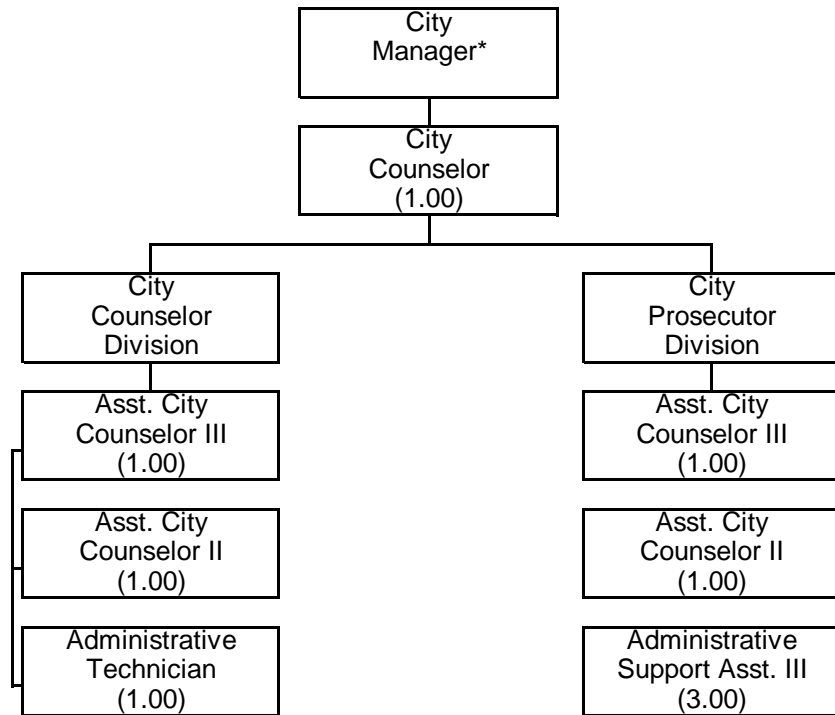 City
Manager*
City
Counselor
(1.00)
City
Counselor
Division
City
Prosecutor
Division
Asst. City
Counselor III
(1.00)
Asst. City
Counselor III
(1.00)
Asst. City
Counselor II
(1.00)
Asst. City
Counselor II
(1.00)
Administrative
Technician
(1.00)
Administrative
Support Asst. III
(3.00)